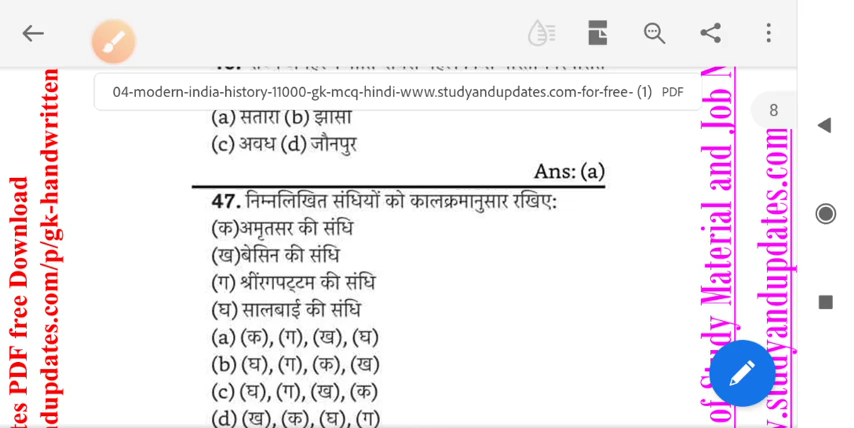 04-modern-india-history-11000-gk-mcq-hindi-www.studyandupdates.com-for-free- (1) PDF
8
(a) सतारा (b) झांसी
(c) अवध (d) जौनपुर
Ans: (a)
47. निम्नलिखित संधियों को कालक्रमानुसार रखिए:
(क)अमृतसर की संधि
(ख)बेसिन की संधि
(ग) श्रींरगपट्टम की संधि
(घ) सालबाई की संधि
(a) (क), (ग), (ख), (घ)
(b) (घ), (ग), (क), (ख)
(c) (घ), (ग), (ख), (क)
(d) (ख), (क), (घ), (ग)
tes PDF free Download
dupdates.com/p/gk-handwritten
of Study Material and Job N
w.studyandupdates.com